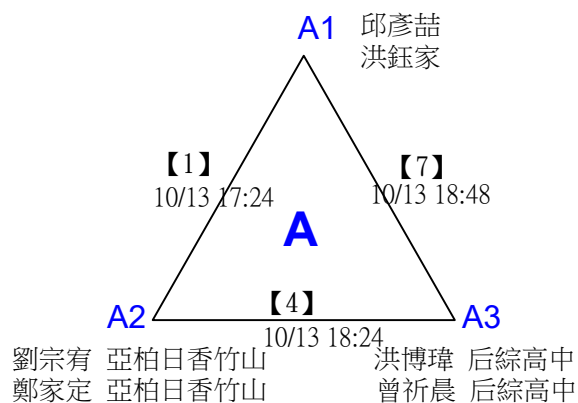 A1 邱彥喆
洪鈺家
【1】
10/13 17:24
【7】
10/13 18:48
A
【4】
10/13 18:24
A2
A3
劉宗宥 亞柏日香竹山
鄭家定 亞柏日香竹山
洪博瑋 后綜高中
曾祈晨 后綜高中